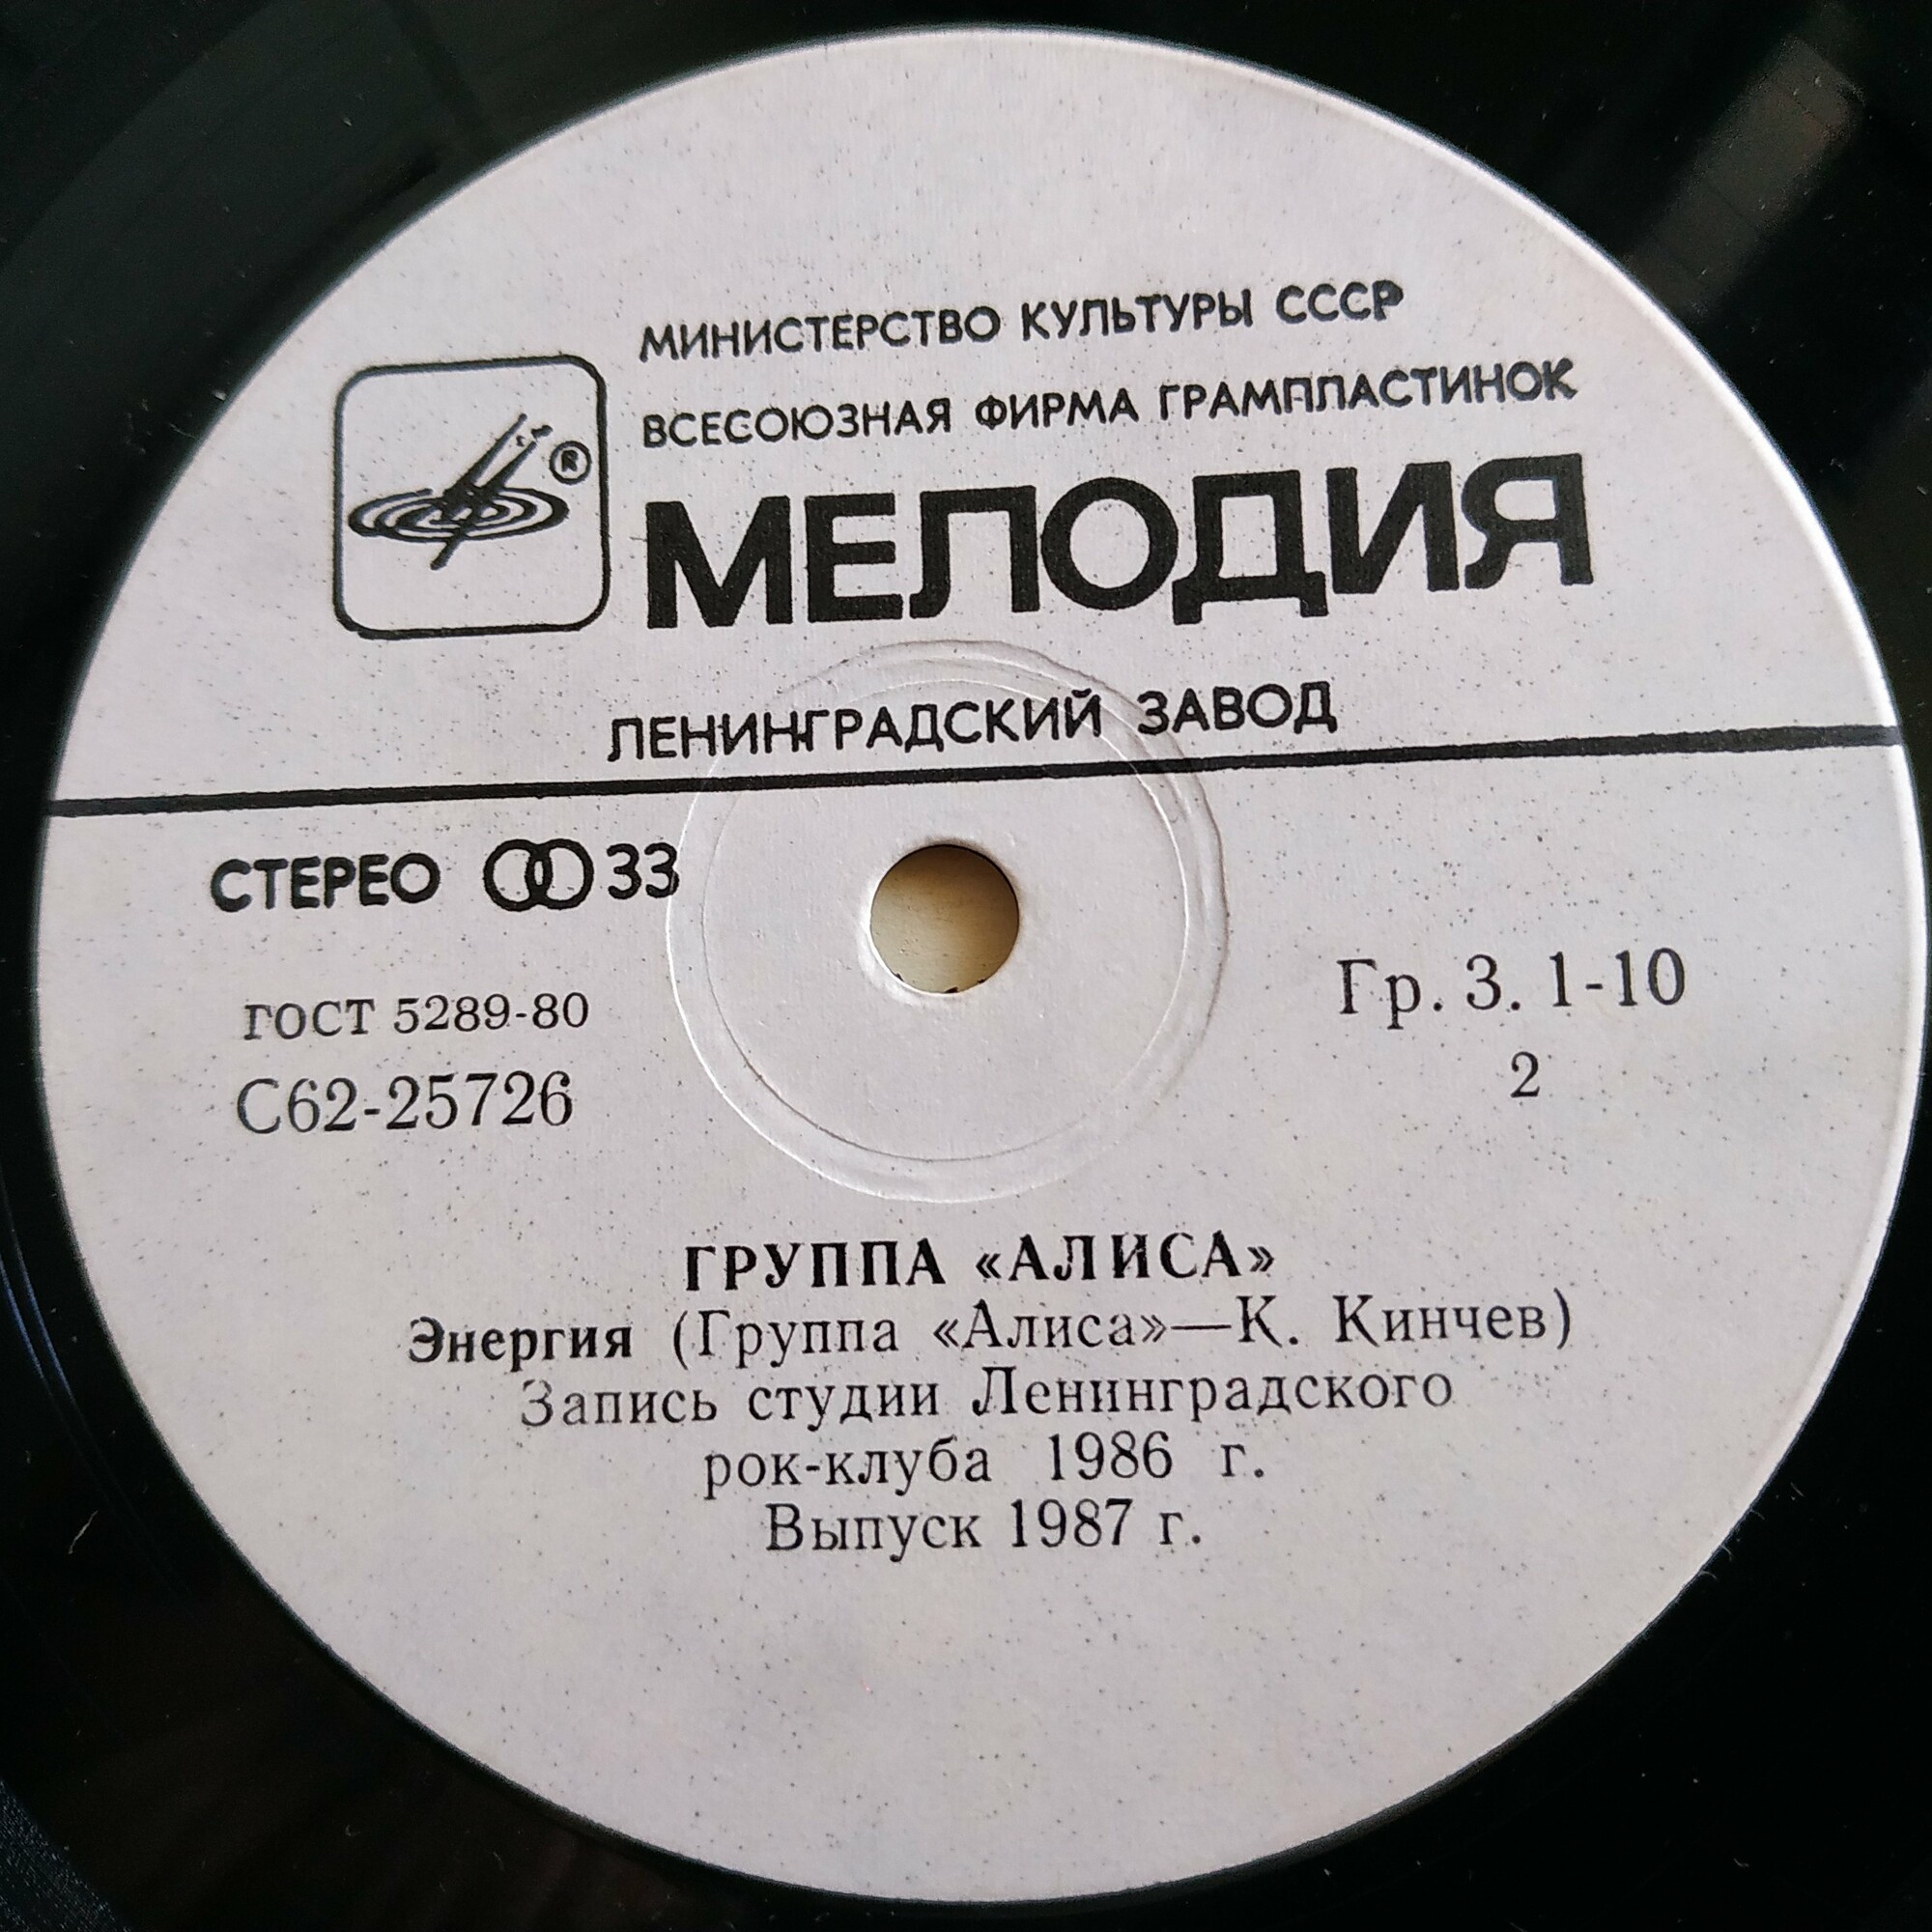 МИНИСТЕРСТВО КУЛЬТУРЫ СССР
ВСЕСОЮЗНАЯ ФИРМА ГРАМПЛАСТИНОК
®
МЕЛОДИЯ
ЛЕНИНГРАДСКИЙ ЗАВОД
СТЕРЕО 33
ГОСТ 5289-80
С62-25726
Гр. 3. 1-10
2
ГРУППА «АЛИСА»
Энергия (Группа «Алиса»—К. Кинчев)
Запись студии Ленинградского
рок-клуба 1986 г.
Выпуск 1987 г.